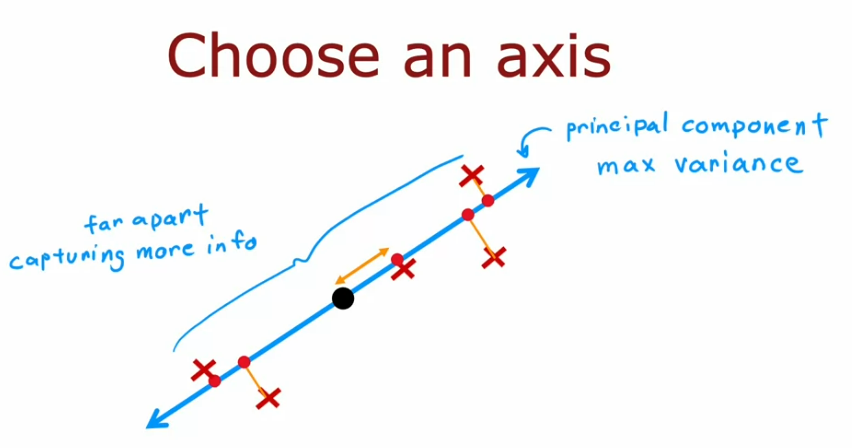 Choose an axis
principal component
max variance
far apart
capturing more info